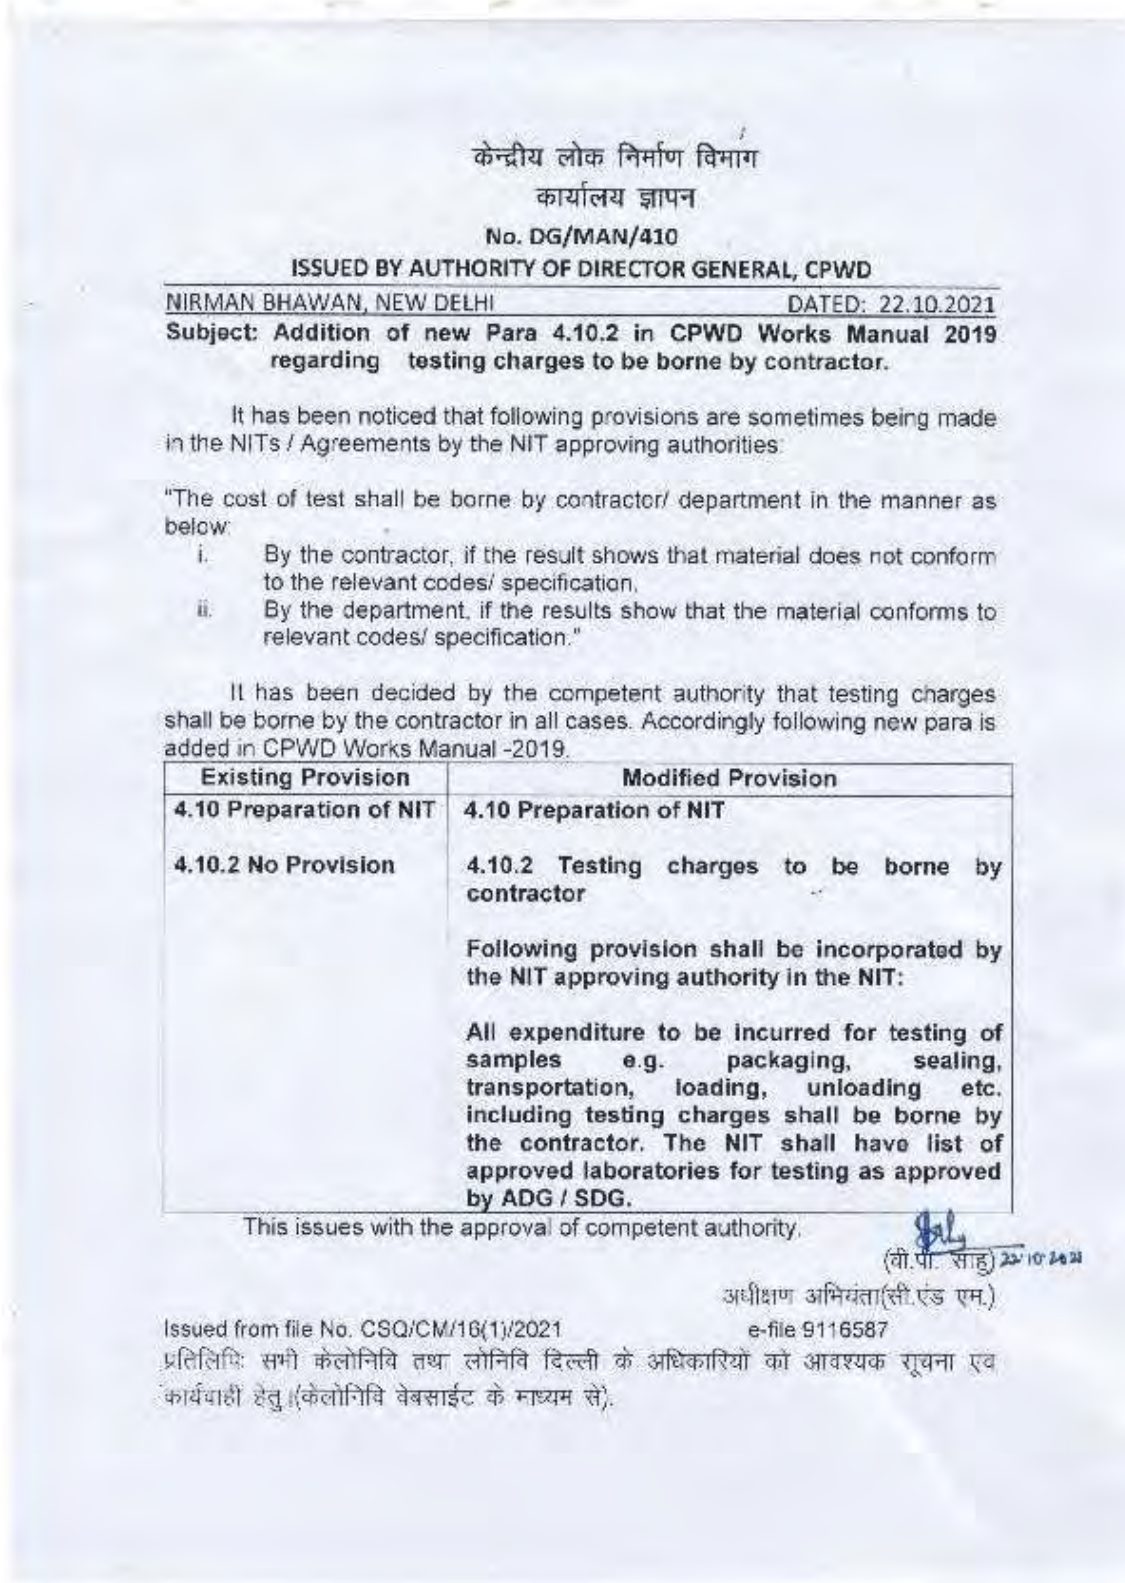 केन्द्रीय लोक निर्माण विभाग
कार्यालय ज्ञापन
No. DG/MAN/410
ISSUED BY AUTHORITY OF DIRECTOR GENERAL, CPWD
NIRMAN BHAWAN, NEW DELHI DATED: 22.10.2021
Subject: Addition of new Para 4.10.2 in CPWD Works Manual 2019
regarding testing charges to be borne by contractor.
It has been noticed that following provisions are sometimes being made
in the NITs / Agreements by the NIT approving authorities:
"The cost of test shall be borne by contractor/ department in the manner as
below:
i. By the contractor, if the result shows that material does not conform
to the relevant codes/ specification.
ii. By the department, if the results show that the material conforms to
relevant codes/ specification."
It has been decided by the competent authority that testing charges
shall be borne by the contractor in all cases. Accordingly following new para is
added in CPWD Works Manual -2019.
Existing Provision Modified Provision
4.10 Preparation of NIT 4.10 Preparation of NIT
4.10.2 No Provision 4.10.2 Testing charges to be borne by
contractor
Following provision shall be incorporated by
the NIT approving authority in the NIT:
All expenditure to be incurred for testing of
samples e.g. packaging, sealing,
transportation, loading, unloading etc.
including testing charges shall be borne by
the contractor. The NIT shall have list of
approved laboratories for testing as approved
by ADG / SDG.
This issues with the approval of competent authority.
(वी.पी. साहु) 22.10.2021
अधीक्षण अभियंता(सी.एंड एम.)
Issued from file No. CSQ/CM/16(1)/2021 e-file 9116587
प्रतिलिपिः सभी केलोनिवि तथा लोनिवि दिल्ली के अधिकारियों को आवश्यक सूचना एवं
कार्यवाही हेतु।(केलोनिवि वेबसाईट के माध्यम से).